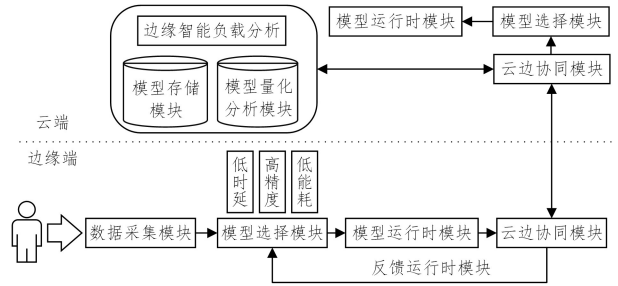 边缘智能负载分析
模型存储
模块
模型量化
分析模块
模型运行时模块
模型选择模块
云边协同模块
云端
边缘端
低时延
高精度
低能耗
数据采集模块
模型选择模块
模型运行时模块
云边协同模块
反馈运行时模块